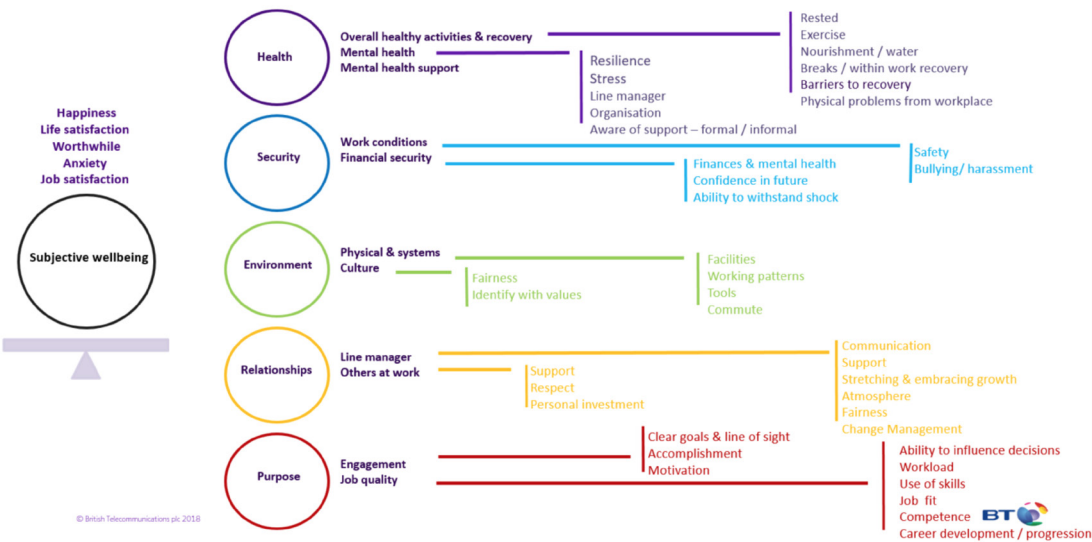 Happiness
Life satisfaction
Worthwhile
Anxiety
Job satisfaction
Subjective wellbeing
Health
Overall healthy activities & recovery
Mental health
Mental health support
Resilience
Stress
Line manager
Organisation
Aware of support – formal / informal
Rested
Exercise
Nourishment / water
Breaks / within work recovery
Barriers to recovery
Physical problems from workplace
Security
Work conditions
Financial security
Finances & mental health
Confidence in future
Ability to withstand shock
Safety
Bullying/ harassment
Environment
Physical & systems
Culture
Fairness
Identify with values
Facilities
Working patterns
Tools
Commute
Relationships
Line manager
Others at work
Support
Respect
Personal investment
Communication
Support
Stretching & embracing growth
Atmosphere
Fairness
Change Management
Purpose
Engagement
Job quality
Clear goals & line of sight
Accomplishment
Motivation
Ability to influence decisions
Workload
Use of skills
Job fit
Competence
Career development / progression
BT
© British Telecommunications plc 2018